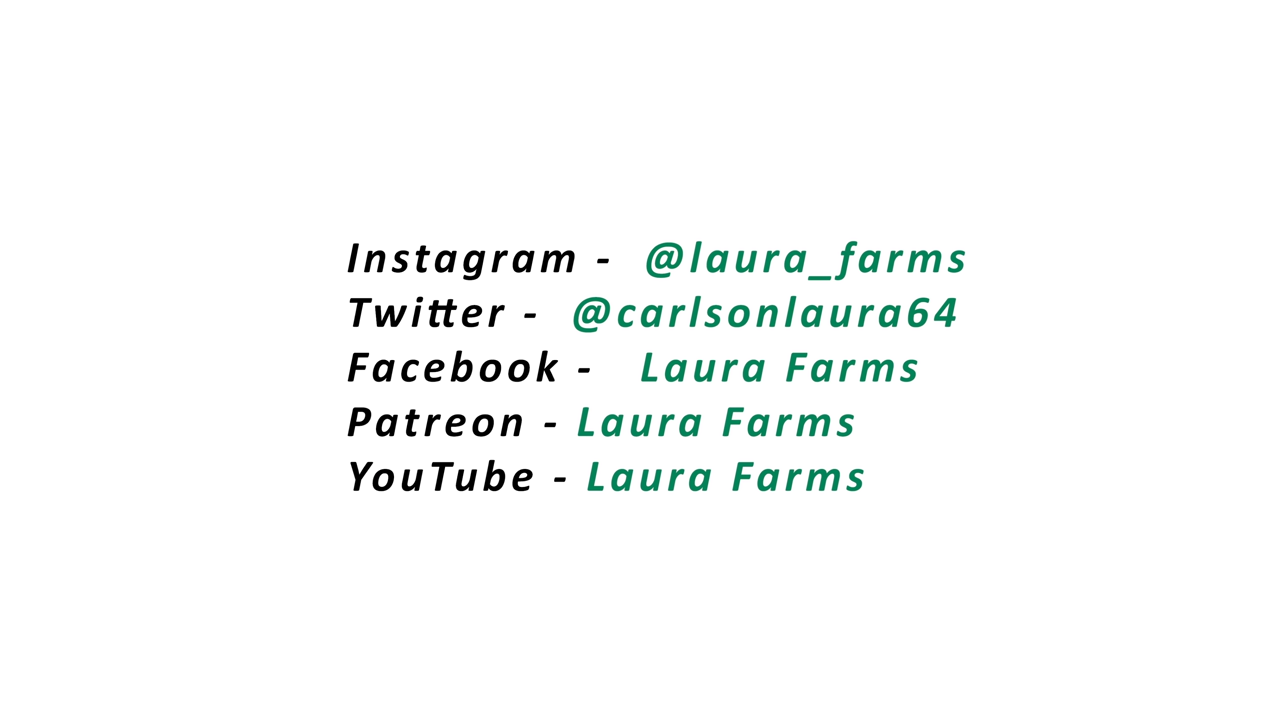 Instagram - @laura_farms
Twitter - @carlsonlaura64
Facebook - Laura Farms
Patreon - Laura Farms
YouTube - Laura Farms